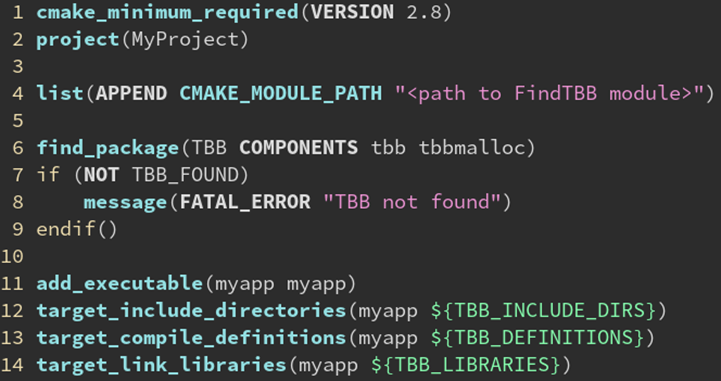 1 cmake_minimum_required(VERSION 2.8)
2 project(MyProject)
3
4 list(APPEND CMAKE_MODULE_PATH "<path to FindTBB module>")
5
6 find_package(TBB COMPONENTS tbb tbbmalloc)
7 if (NOT TBB_FOUND)
8     message(FATAL_ERROR "TBB not found")
9 endif()
10
11 add_executable(myapp myapp)
12 target_include_directories(myapp ${TBB_INCLUDE_DIRS})
13 target_compile_definitions(myapp ${TBB_DEFINITIONS})
14 target_link_libraries(myapp ${TBB_LIBRARIES})